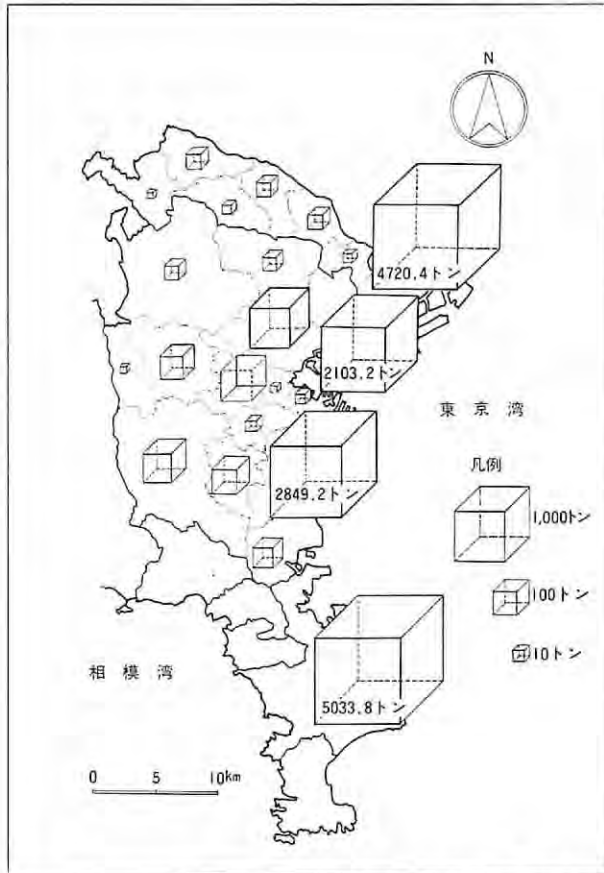 N
4720.4トン
2103.2トン
東京湾
2849.2トン
凡例
1,000トン
100トン
10トン
相模湾
5033.8トン
0 5 10km